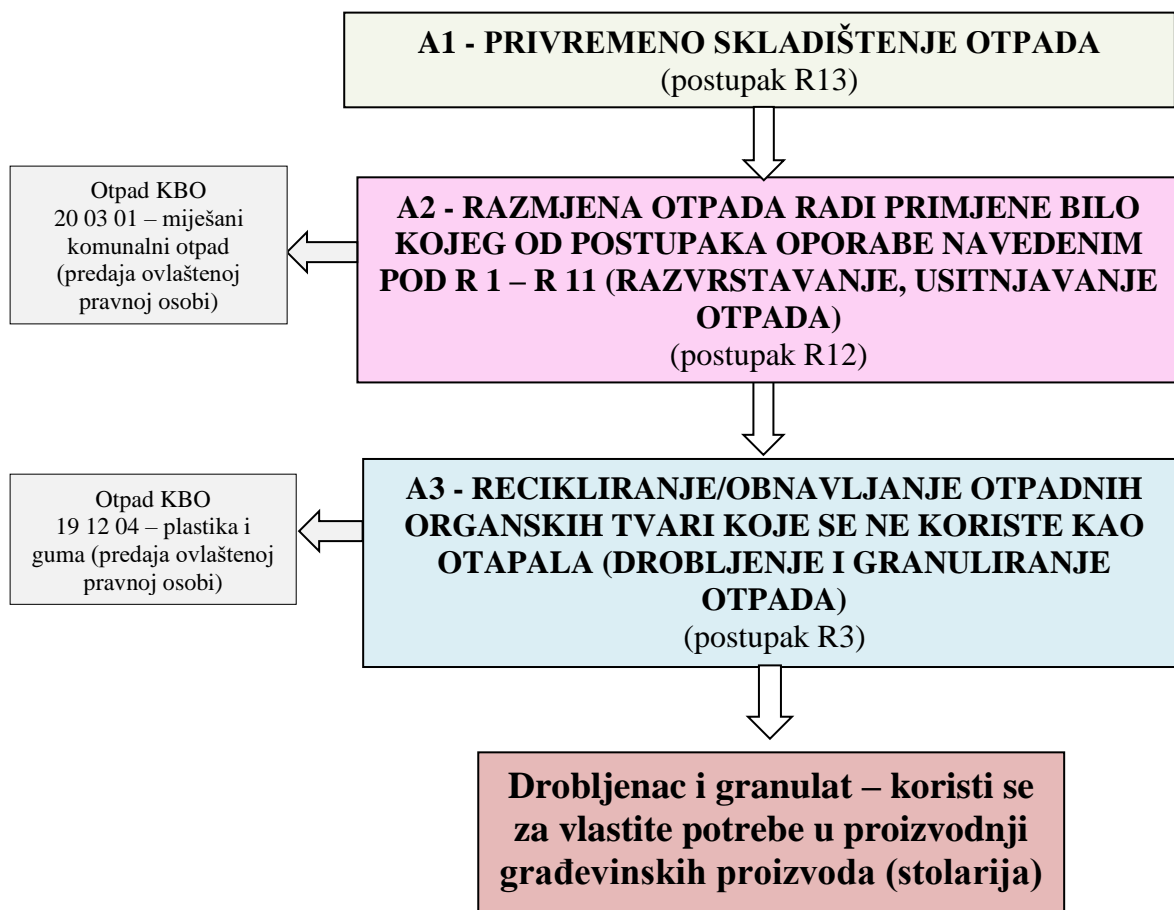 A1 - PRIVREMENO SKLADIŠTENJE OTPADA
(postupak R13)
Otpad KBO
20 03 01 – miješani
komunalni otpad
(predaja ovlaštenoj
pravnoj osobi)
A2 - RAZMJENA OTPADA RADI PRIMJENE BILO
KOJEG OD POSTUPAKA OPORABE NAVEDENIM
POD R 1 – R 11 (RAZVRSTAVANJE, USITNJAVANJE
OTPADA)
(postupak R12)
Otpad KBO
19 12 04 – plastika i
guma (predaja ovlaštenoj
pravnoj osobi)
A3 - RECIKLIRANJE/OBNAVLJANJE OTPADNIH
ORGANSKIH TVARI KOJE SE NE KORISTE KAO
OTAPALA (DROBLJENJE I GRANULIRANJE
OTPADA)
(postupak R3)
Drobljenac i granulat – koristi se
za vlastite potrebe u proizvodnji
građevinskih proizvoda (stolarija)